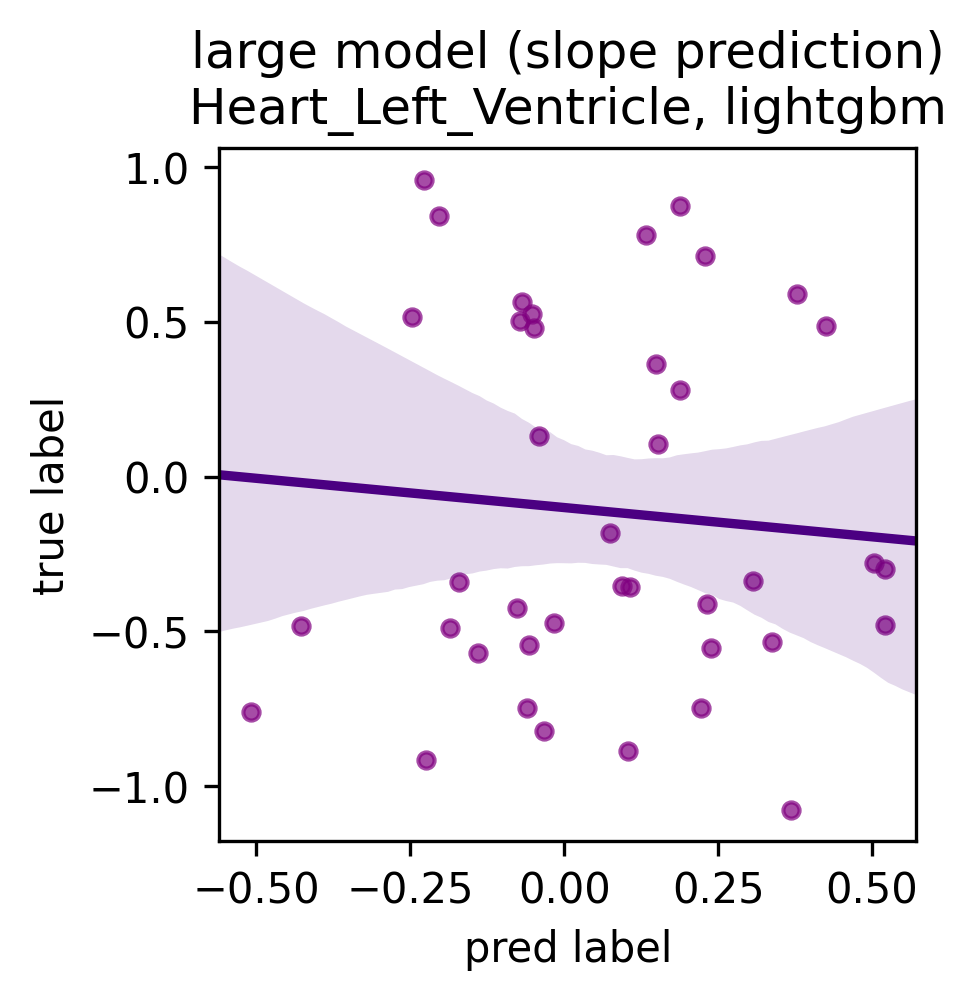 large model (slope prediction)
Heart_Left_Ventricle, lightgbm
1.0
0.5
0.0
−0.5
−1.0
true label
−0.50 −0.25 0.00 0.25 0.50
pred label